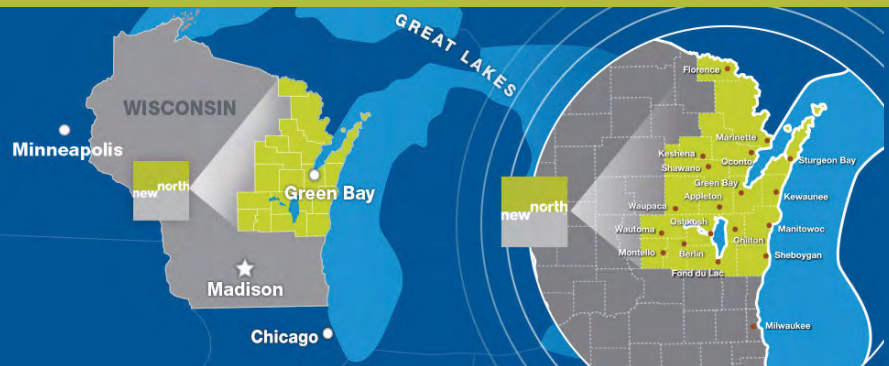 GREAT LAKES
WISCONSIN
Minneapolis
new north
Green Bay
Madison
Chicago
Florence
Marinette
Keshena
Oconto
Sturgeon Bay
Shawano
Green Bay
Appleton
Kewaunee
new north
Waupaca
Oshkosh
Wautoma
Chilton
Manitowoc
Montello
Berlin
Sheboygan
Fond du Lac
Milwaukee